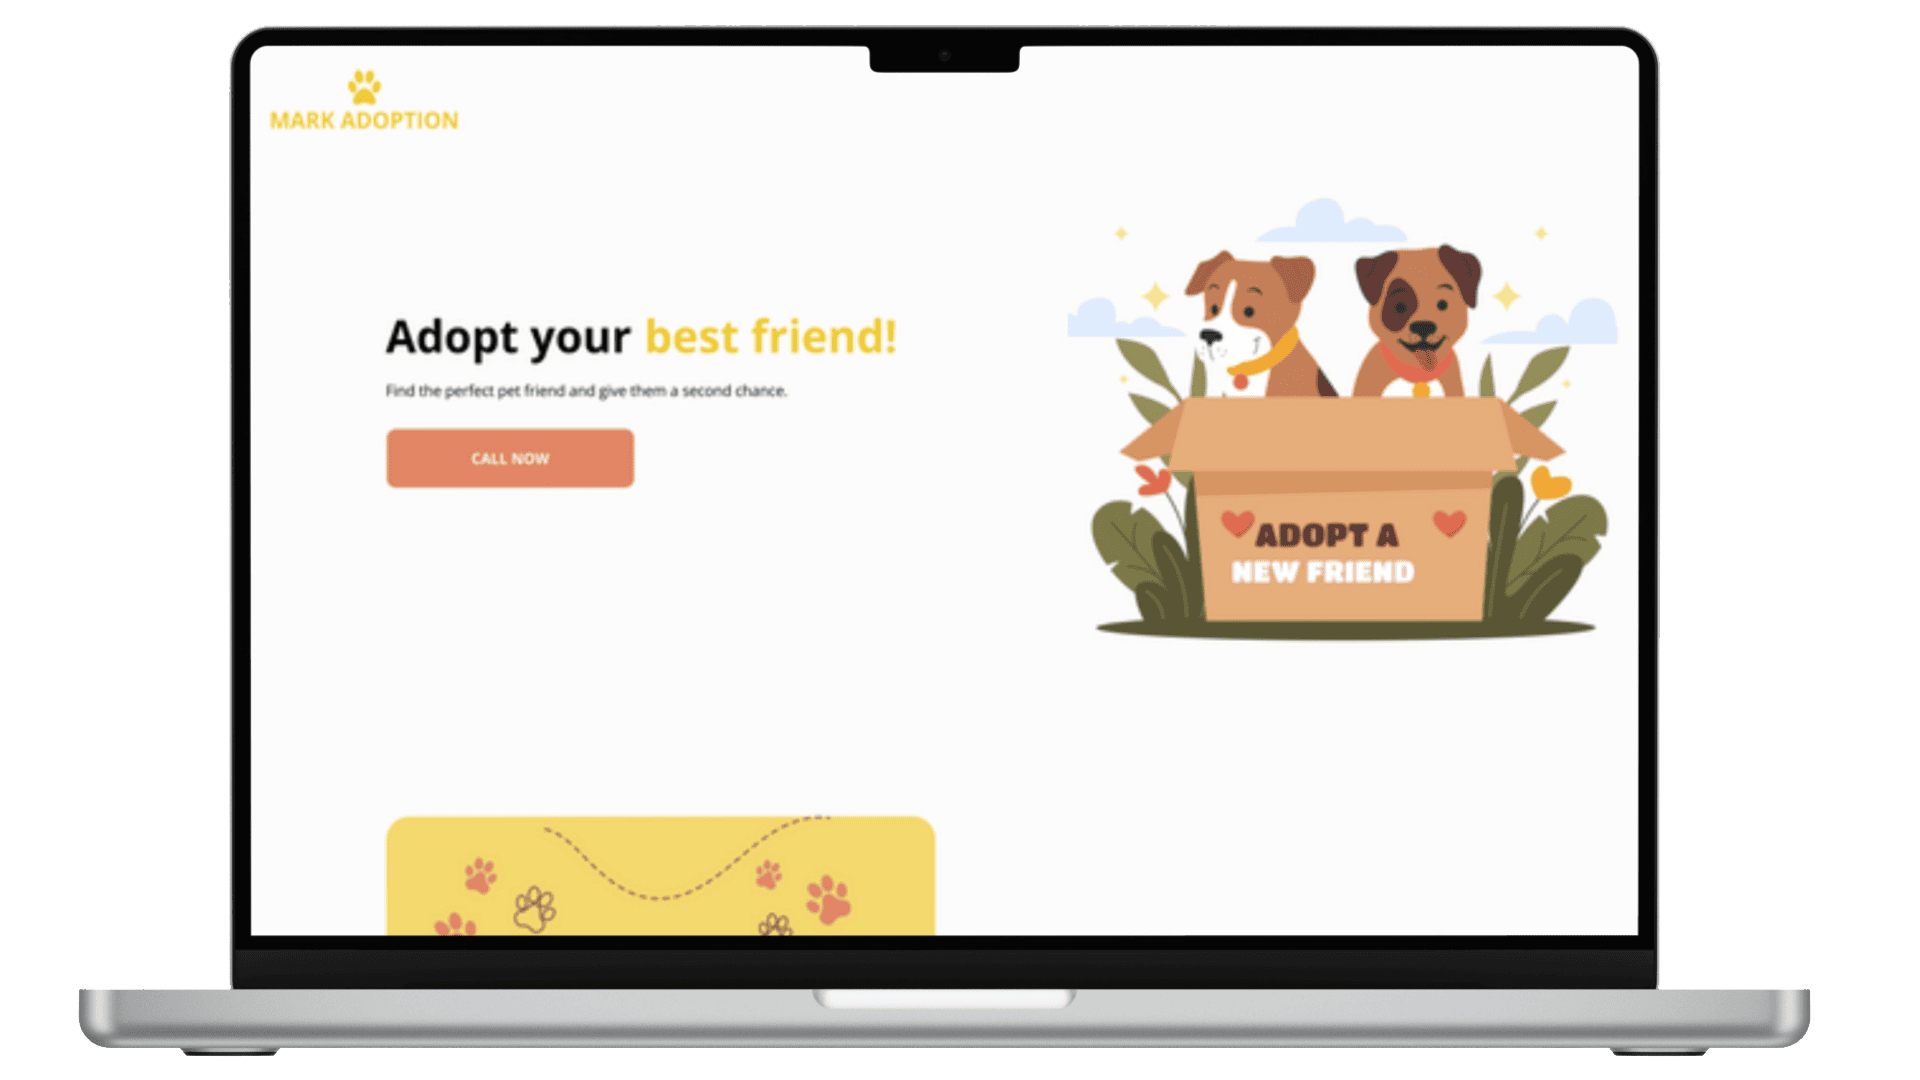 MARK ADOPTION
Adopt your best friend!
Find the perfect pet friend and give them a second chance.
CALL NOW
ADOPT A
NEW FRIEND